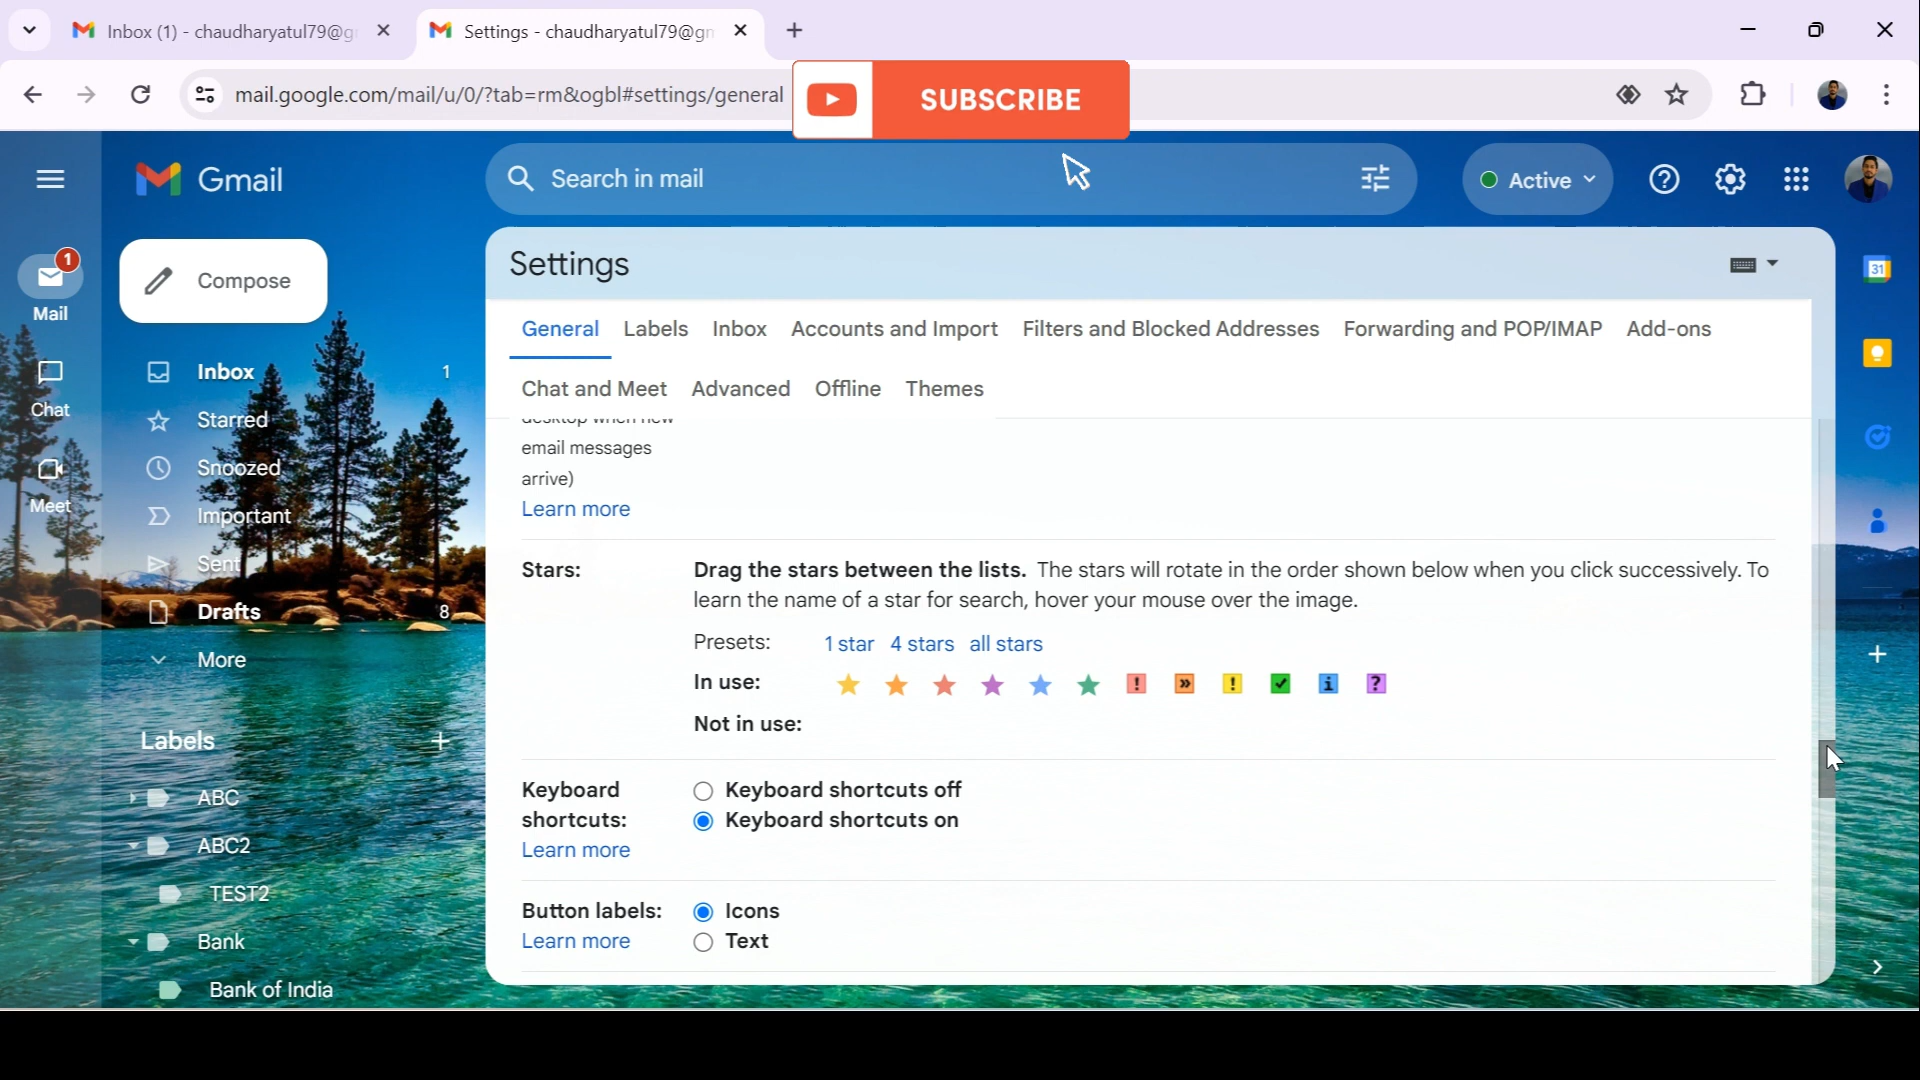 Inbox (1) - chaudharyatul79@g
Settings - chaudharyatul79@gm
mail.google.com/mail/u/0/?tab=rm&ogbl#settings/general
SUBSCRIBE
Gmail
Search in mail
Active
1
Mail
Chat
Meet
Compose
Inbox 1
Starred
Snoozed
Important
Sent
Drafts 8
More
Labels
ABC
ABC2
TEST2
Bank
Bank of India
Settings
General Labels Inbox Accounts and Import Filters and Blocked Addresses Forwarding and POP/IMAP Add-ons
Chat and Meet Advanced Offline Themes
desktop when new
email messages
arrive)
Learn more
Stars: Drag the stars between the lists. The stars will rotate in the order shown below when you click successively. To
learn the name of a star for search, hover your mouse over the image.
Presets: 1 star 4 stars all stars
In use: ! » ! i ?
Not in use:
Keyboard shortcuts off
Keyboard
shortcuts:
Keyboard shortcuts on
Learn more
Button labels: Icons
Learn more Text
31